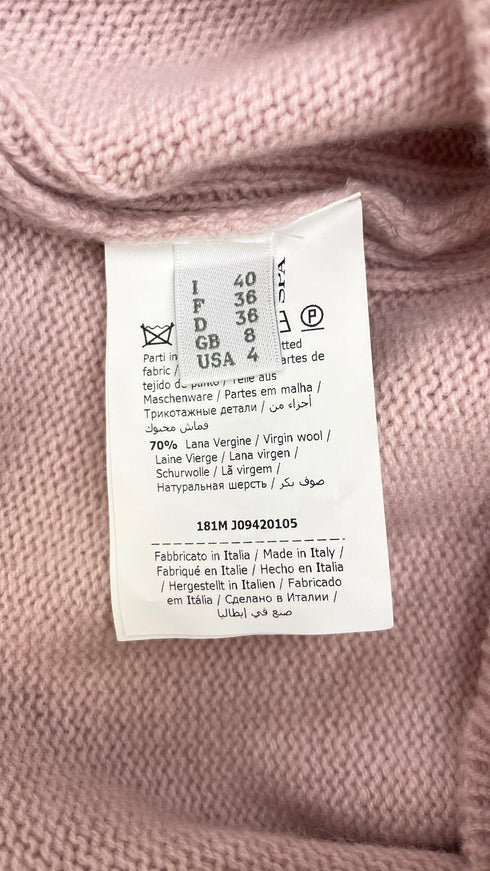 I 40
F 36
D 36
GB 8
USA 4
SPA
P
Parti in
fabric /
artes de
tejido de punto / Teile aus
Maschenware / Partes em malha /
Трикотажные детали / أجزاء من
قماش محبوك
70% Lana Vergine / Virgin wool /
Laine Vierge / Lana virgen /
Schurwolle / Lã virgem /
Натуральная шерсть / صوف بكر
181M J09420105
Fabbricato in Italia / Made in Italy /
Fabriqué en Italie / Hecho en Italia
/ Hergestellt in Italien / Fabricado
em Itália / Сделано в Италии /
صنع في إيطاليا